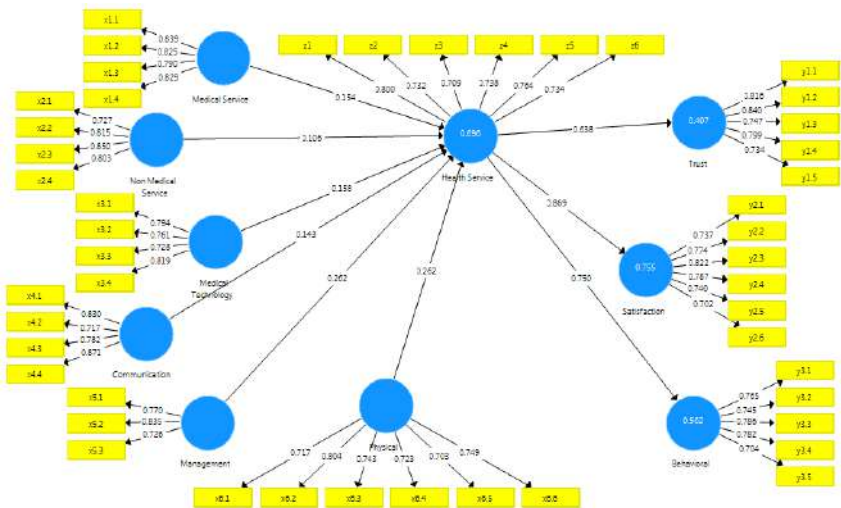 x1.1
x1.2
x1.3
x1.4
0.839
0.825
0.790
0.829
Medical Service
0.154
z1
z2
z3
z4
z5
z6
0.800
0.732
0.709
0.738
0.764
0.734
0.696
Health Service
x2.1
x2.2
x2.3
x2.4
0.727
0.815
0.850
0.803
Non Medical
Service
0.106
x3.1
x3.2
x3.3
x3.4
0.794
0.761
0.728
0.819
Medical
Technology
0.158
x4.1
x4.2
x4.3
x4.4
0.830
0.717
0.782
0.871
Communication
0.143
x5.1
x5.2
x5.3
0.770
0.835
0.726
Management
0.262
Physical
0.262
0.717
0.804
0.743
0.723
0.703
0.749
x6.1
x6.2
x6.3
x6.4
x6.5
x6.6
0.638
0.407
Trust
0.816
0.840
0.747
0.799
0.734
y1.1
y1.2
y1.3
y1.4
y1.5
0.869
0.755
Satisfaction
0.737
0.774
0.822
0.787
0.740
0.702
y2.1
y2.2
y2.3
y2.4
y2.5
y2.6
0.750
0.562
Behavioral
0.765
0.745
0.786
0.782
0.704
y3.1
y3.2
y3.3
y3.4
y3.5